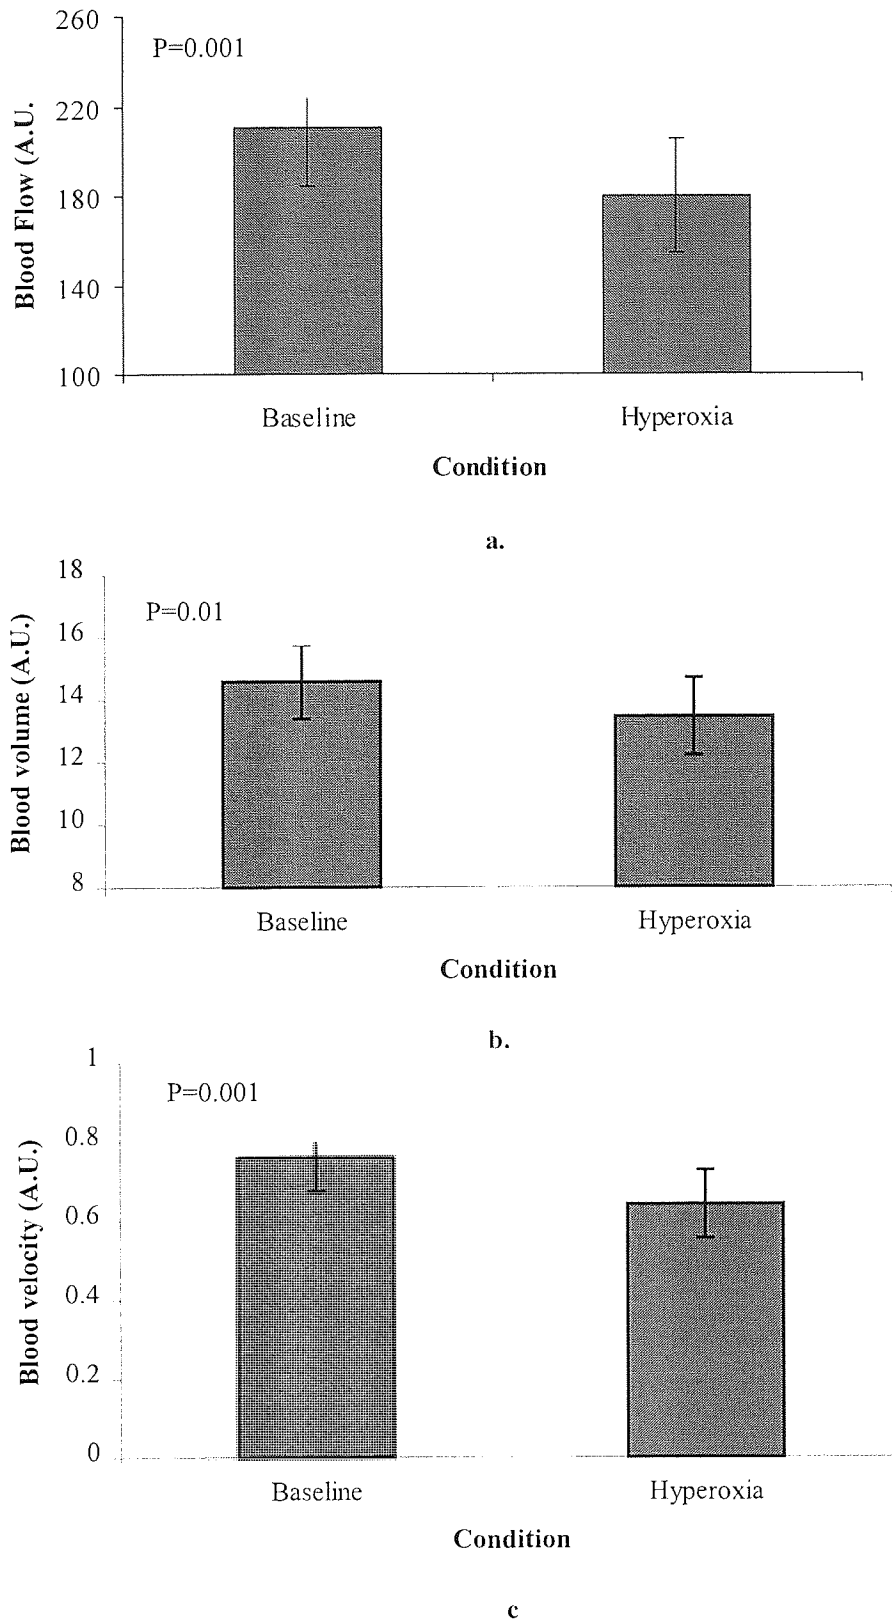 260
P=0.001
220
180
140
100
Blood Flow (A.U.
Baseline
Hyperoxia
Condition
a.
18
P=0.01
16
14
12
10
8
Blood volume (A.U.)
Baseline
Hyperoxia
Condition
b.
1
P=0.001
0.8
0.6
0.4
0.2
0
Blood velocity (A.U.)
Baseline
Hyperoxia
Condition
c